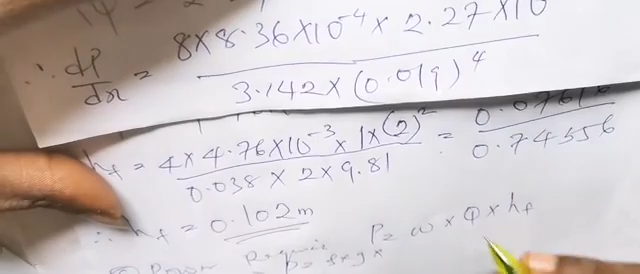 ∴ dp/dx = 8×8.36×10⁻⁴ × 2.27×10 / 3.142×(0.019)⁴
hf = 4×4.76×10⁻³×1×(2)² / 0.038×2×9.81 = 0.0761 / 0.74556
∴ hf = 0.102m
P= ω×Q×hf
Power